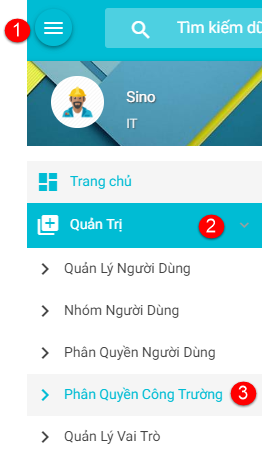 1
Tìm kiếm dữ
Sino
IT
Trang chủ
Quản Trị 2
Quản Lý Người Dùng
Nhóm Người Dùng
Phân Quyền Người Dùng
Phân Quyền Công Trường 3
Quản Lý Vai Trò